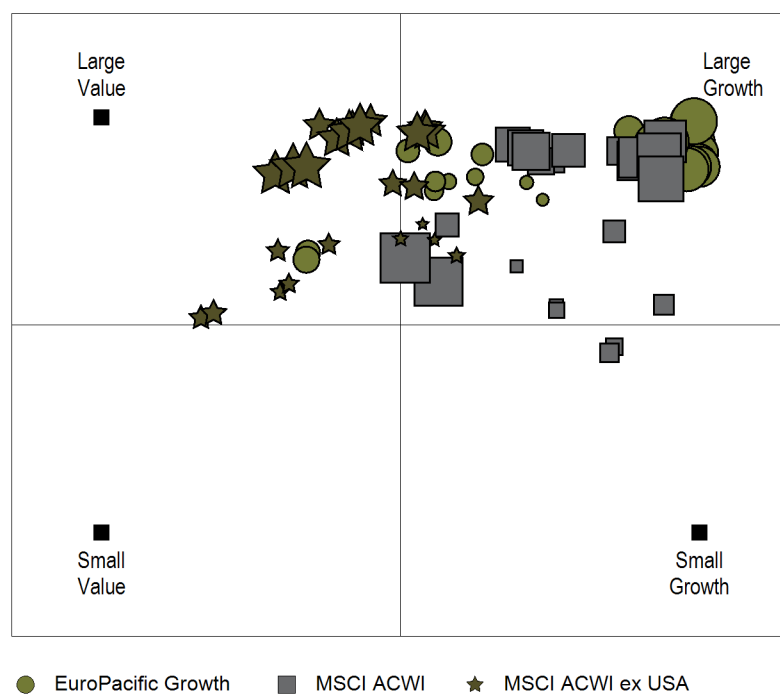 Large
Value
Large
Growth
Small
Value
Small
Growth
EuroPacific Growth
MSCI ACWI
MSCI ACWI ex USA